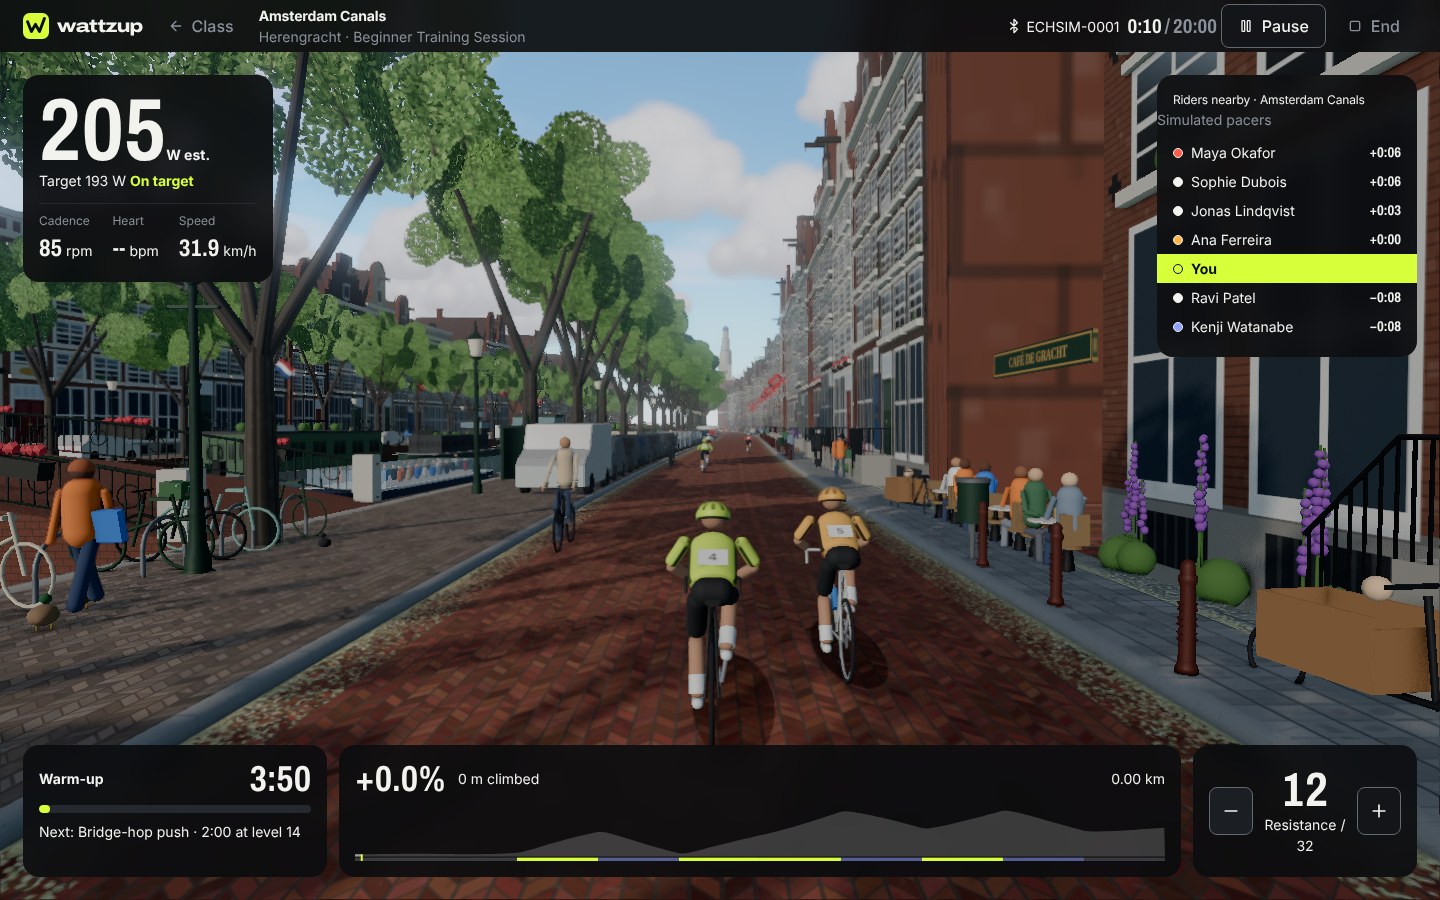 W wattzup
Class
Amsterdam Canals
Herengracht · Beginner Training Session
ECHSIM-0001 0:10 / 20:00
Pause
End
205 W est.
Target 193 W On target
Cadence Heart Speed
85 rpm -- bpm 31.9 km/h
Riders nearby · Amsterdam Canals
Simulated pacers
Maya Okafor +0:06
Sophie Dubois +0:06
Jonas Lindqvist +0:03
Ana Ferreira +0:00
You
Ravi Patel −0:08
Kenji Watanabe −0:08
CAFÉ DE GRACHT
4
5
Warm-up 3:50
Next: Bridge-hop push · 2:00 at level 14
+0.0% 0 m climbed 0.00 km
−
12
+
Resistance /
32